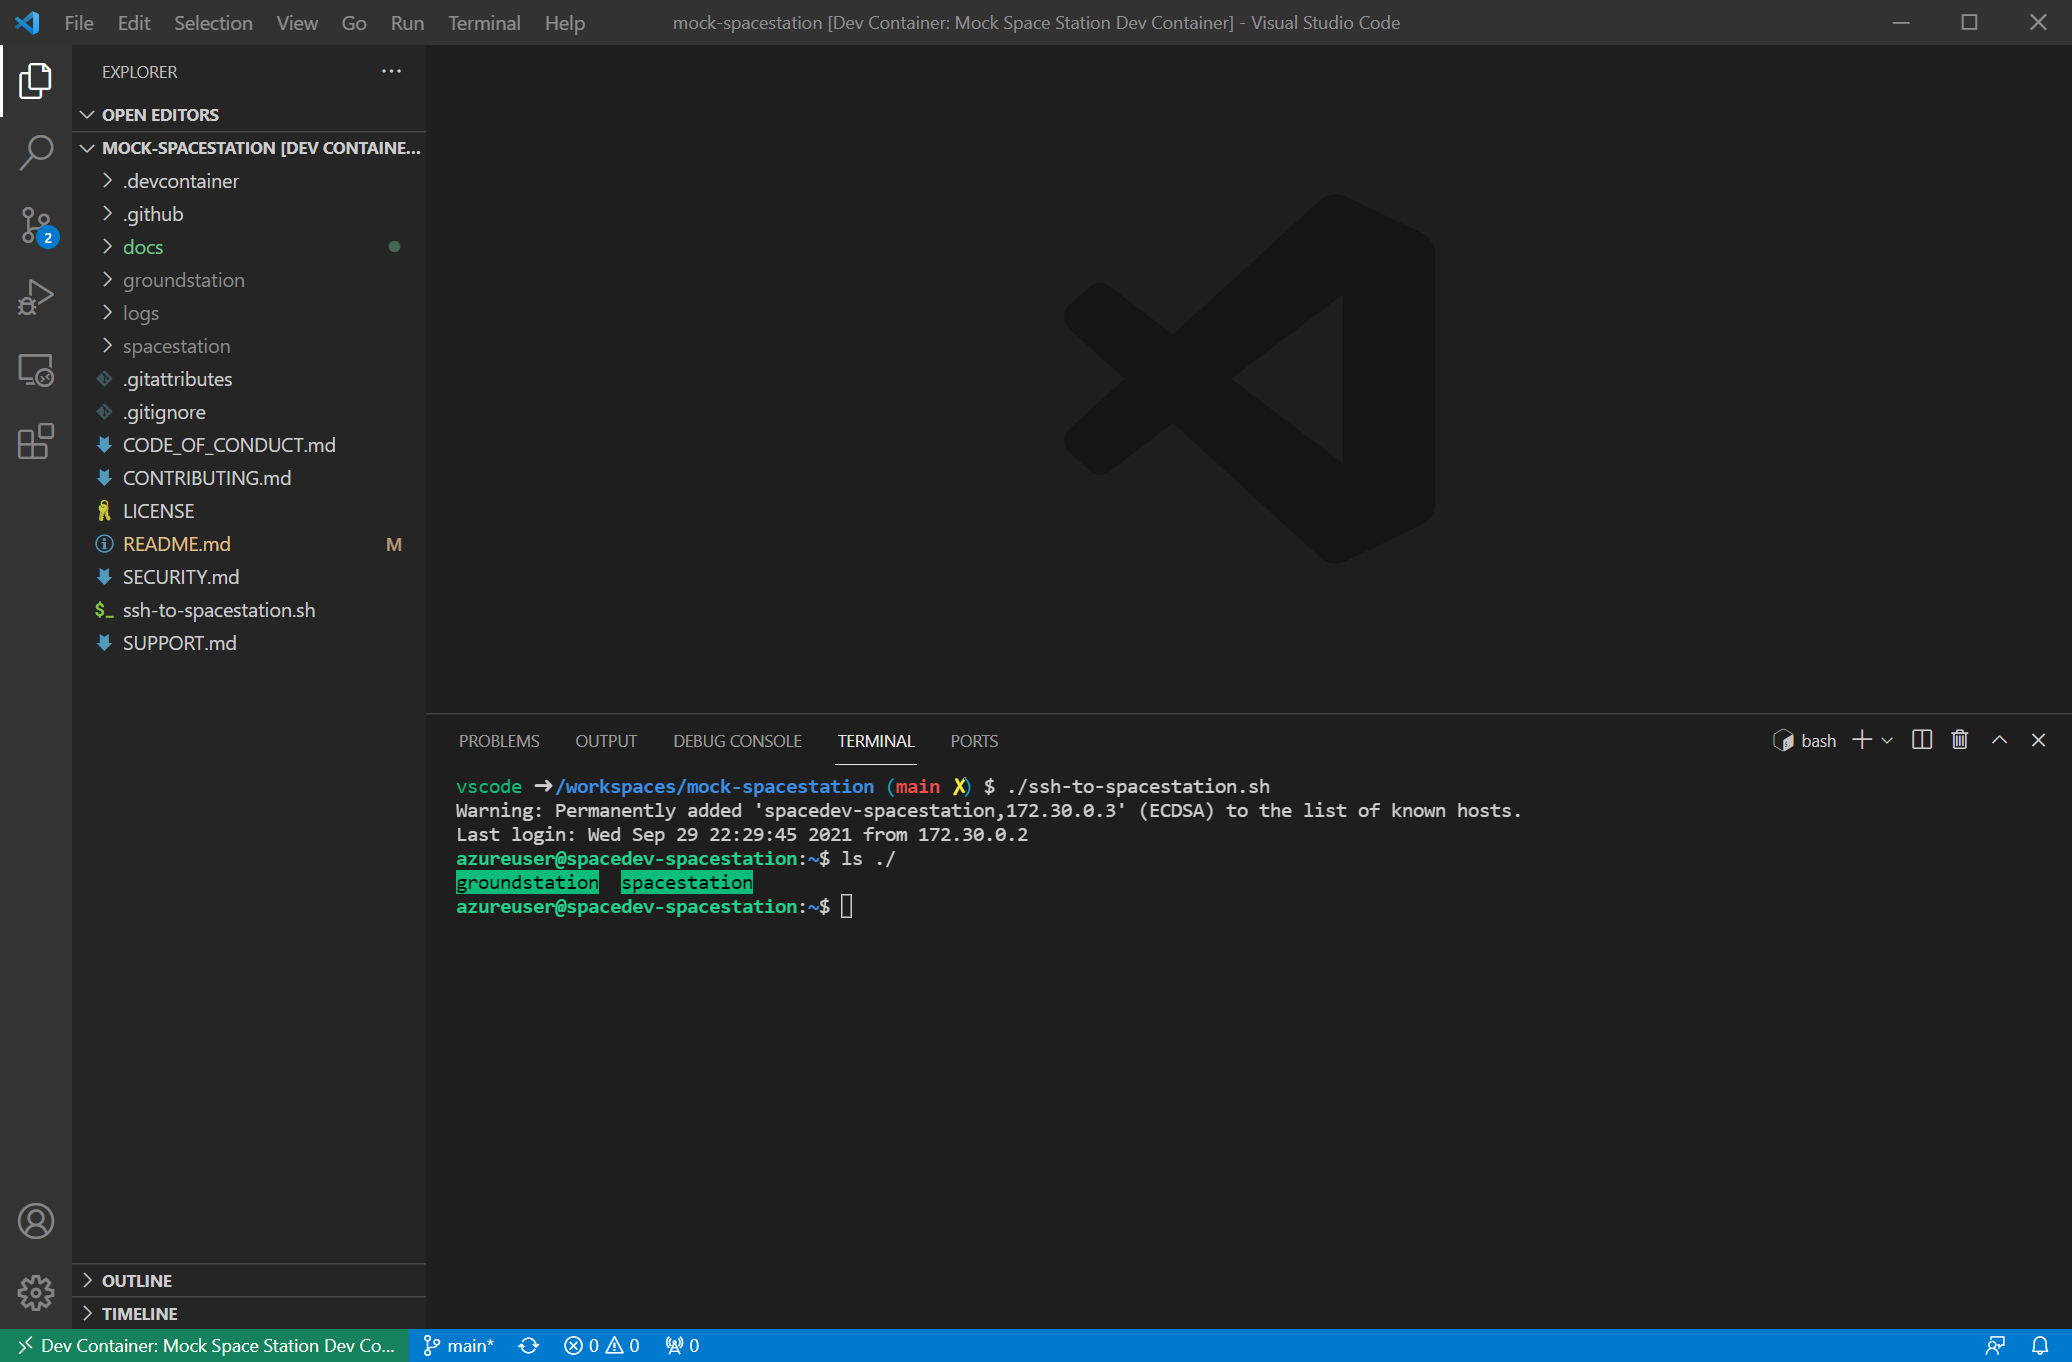 File Edit Selection View Go Run Terminal Help mock-spacestation [Dev Container: Mock Space Station Dev Container] - Visual Studio Code
EXPLORER
OPEN EDITORS
MOCK-SPACESTATION [DEV CONTAINE...
.devcontainer
.github
docs
groundstation
logs
spacestation
.gitattributes
.gitignore
CODE_OF_CONDUCT.md
CONTRIBUTING.md
LICENSE
README.md M
SECURITY.md
$_ ssh-to-spacestation.sh
SUPPORT.md
2
PROBLEMS OUTPUT DEBUG CONSOLE TERMINAL PORTS bash
vscode ➜ /workspaces/mock-spacestation (main ✗) $ ./ssh-to-spacestation.sh
Warning: Permanently added 'spacedev-spacestation,172.30.0.3' (ECDSA) to the list of known hosts.
Last login: Wed Sep 29 22:29:45 2021 from 172.30.0.2
azureuser@spacedev-spacestation:~$ ls ./
groundstation spacestation
azureuser@spacedev-spacestation:~$
OUTLINE
TIMELINE
Dev Container: Mock Space Station Dev Co... main* 0 0 0